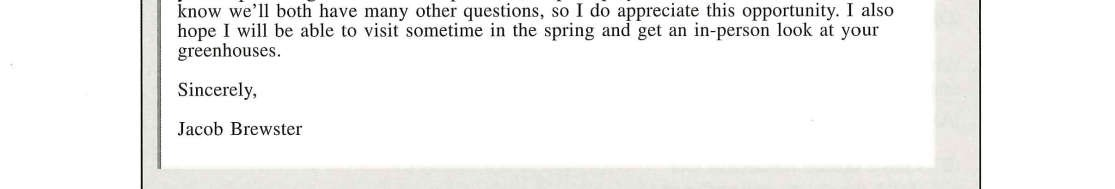 know we'll both have many other questions, so I do appreciate this opportunity. I also
hope I will be able to visit sometime in the spring and get an in-person look at your
greenhouses.
Sincerely,
Jacob Brewster